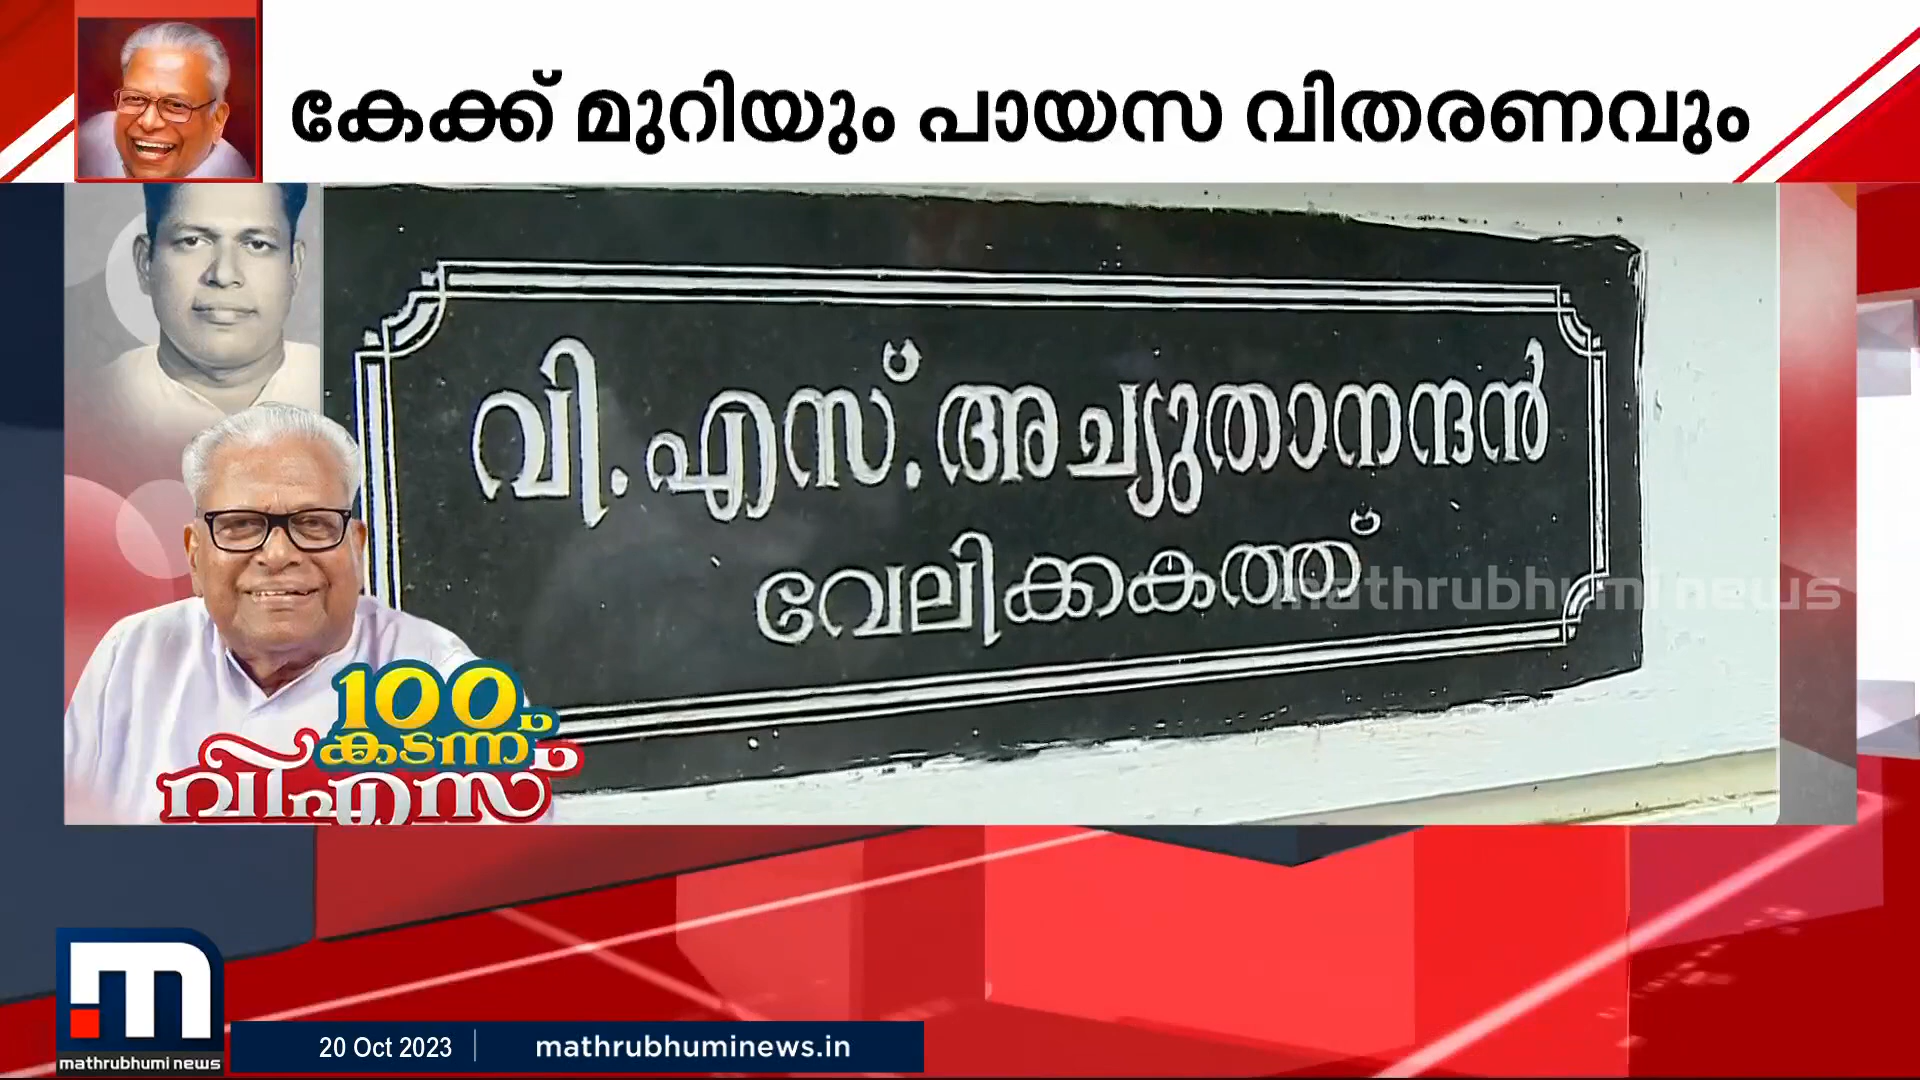 കേക്ക് മുറിയും പായസ വിതരണവും
വി.എസ്.അച്യുതാനന്ദൻ
വേലിക്കകത്ത്
mathrubhumi news
100
കടന്ന്
വിഎസ്
mathrubhumi news
20 Oct 2023
mathrubhuminews.in